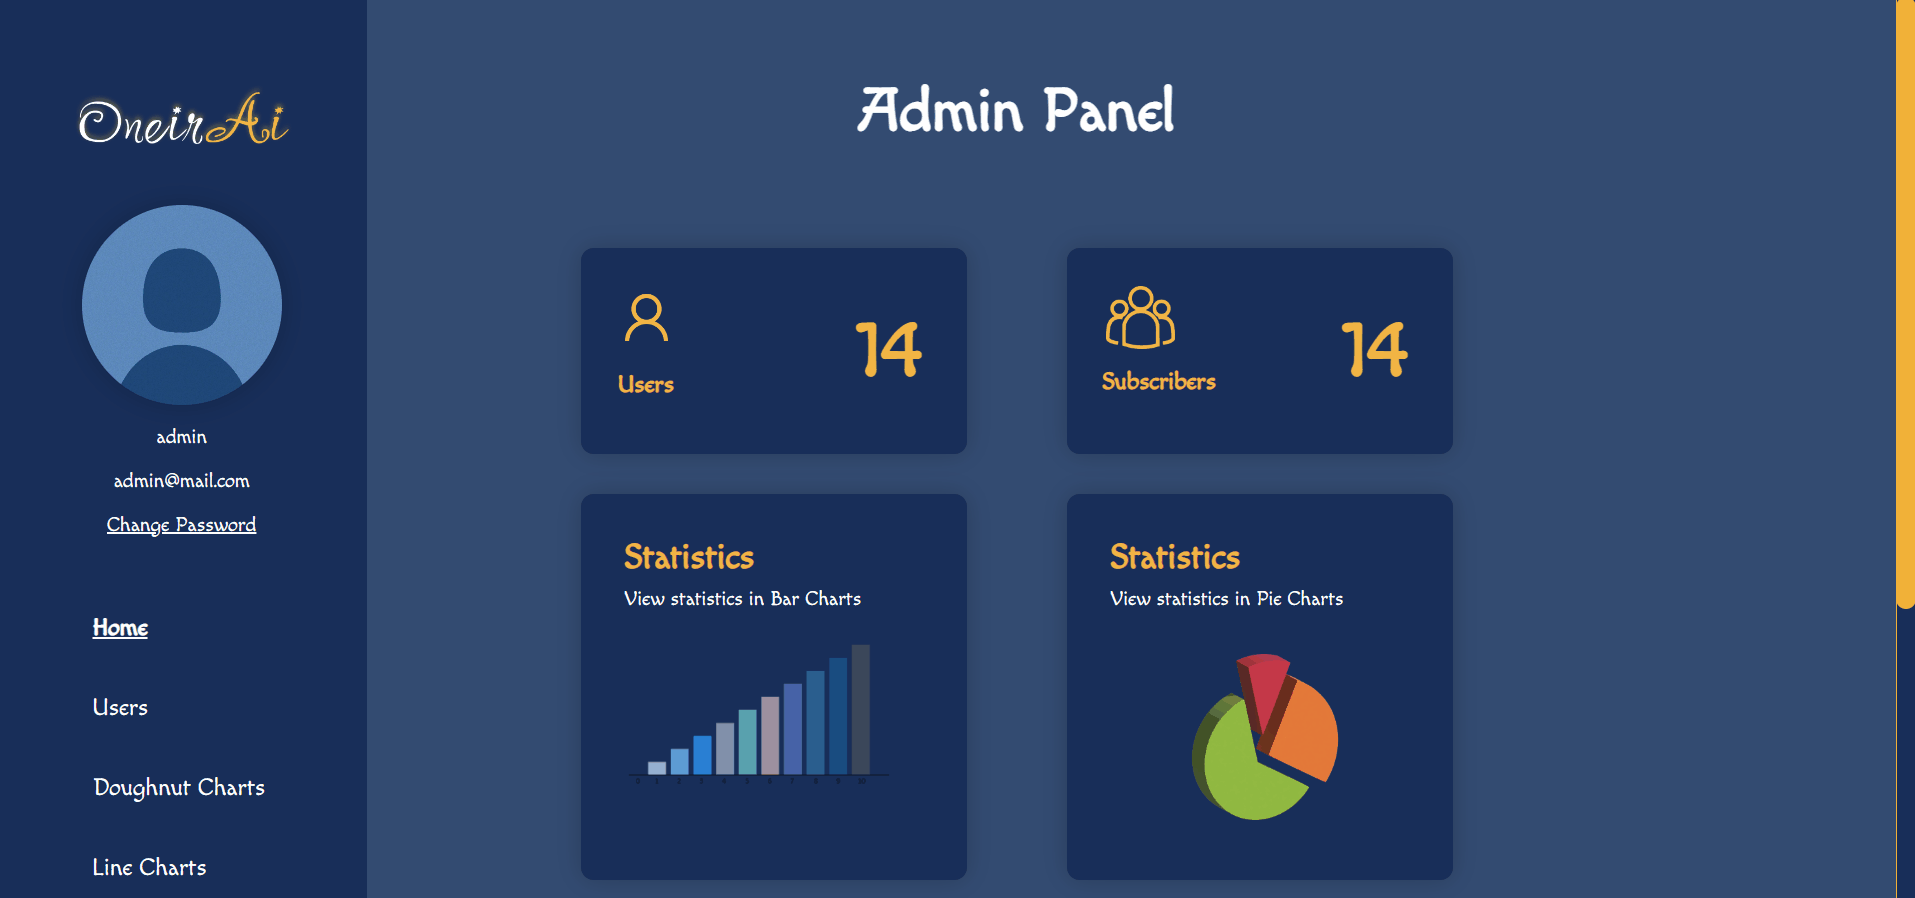 OneirAi
admin
admin@mail.com
Change Password
Home
Users
Doughnut Charts
Line Charts
Admin Panel
Users
14
Subscribers
14
Statistics
View statistics in Bar Charts
Statistics
View statistics in Pie Charts